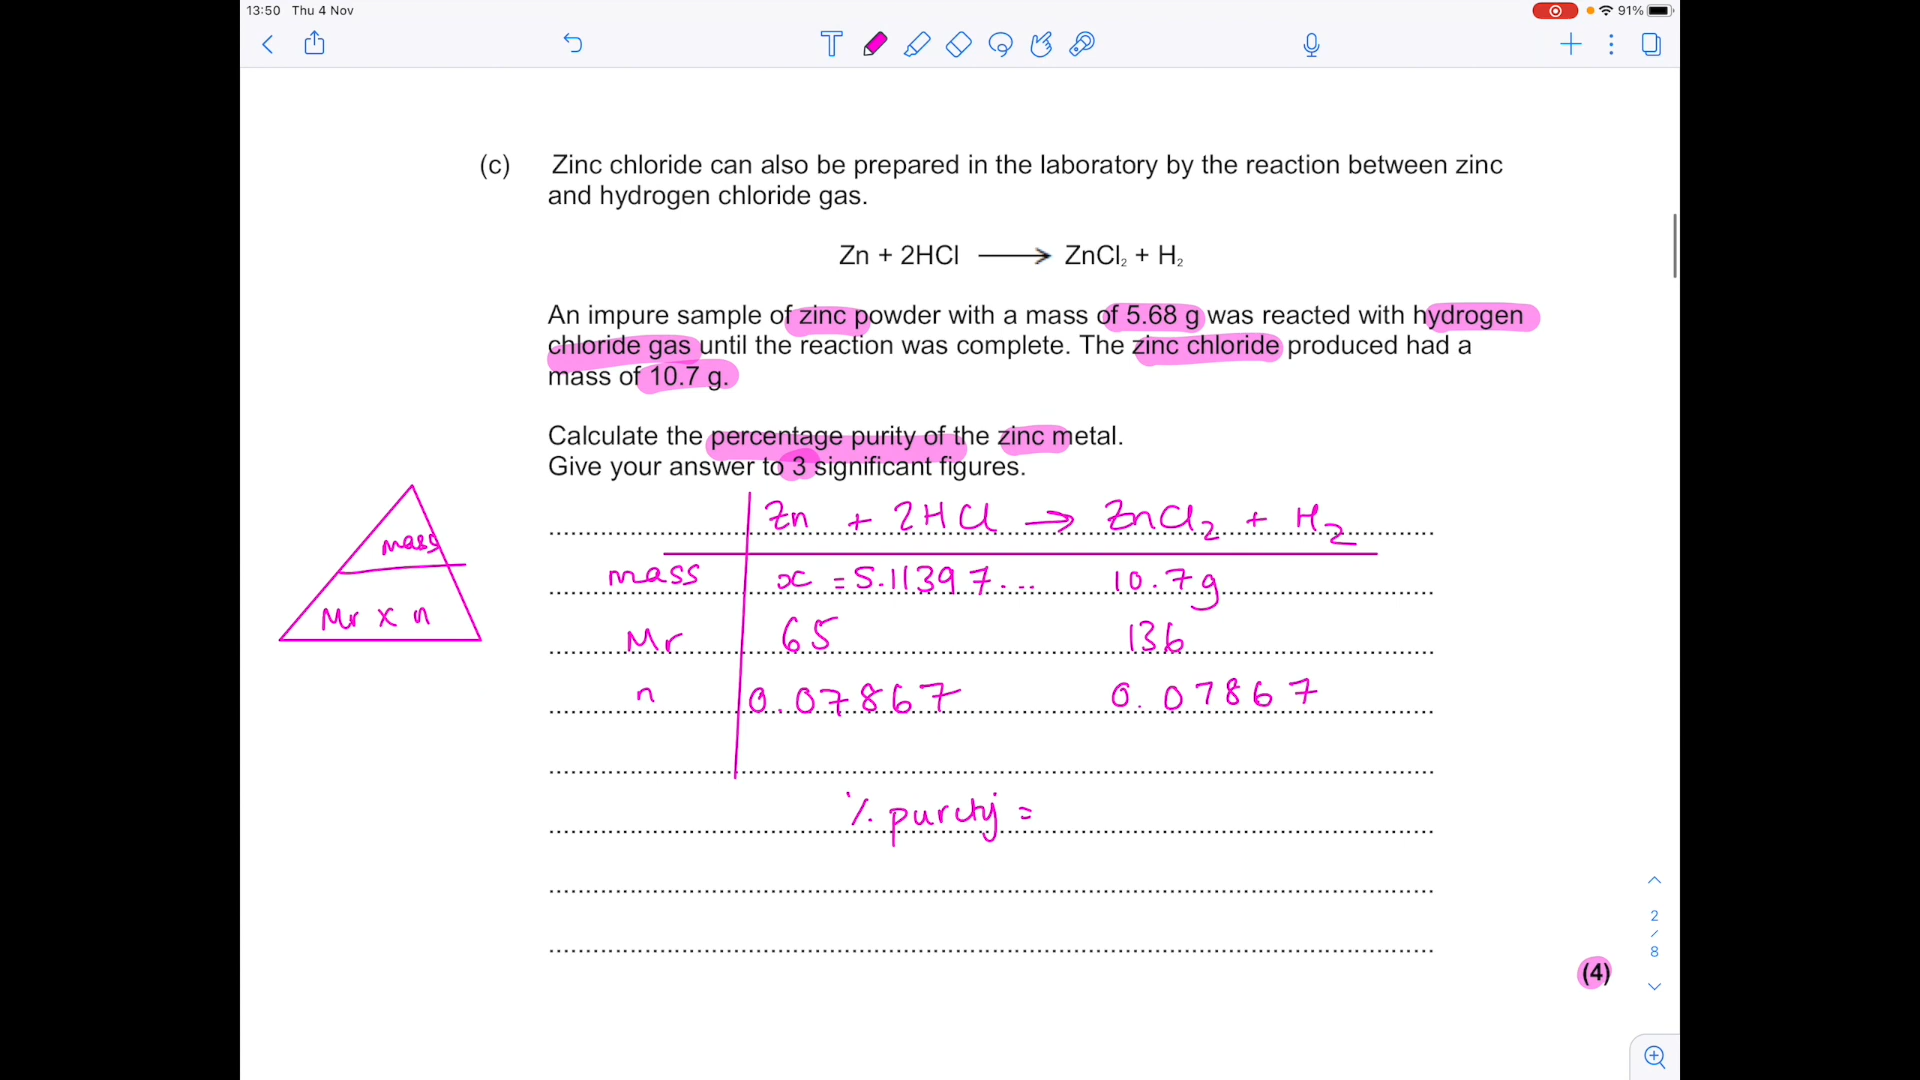 13:50 Thu 4 Nov
91%
T
(c) Zinc chloride can also be prepared in the laboratory by the reaction between zinc
and hydrogen chloride gas.
Zn + 2HCl ⟶ ZnCl₂ + H₂
An impure sample of zinc powder with a mass of 5.68 g was reacted with hydrogen
chloride gas until the reaction was complete. The zinc chloride produced had a
mass of 10.7 g.
Calculate the percentage purity of the zinc metal.
Give your answer to 3 significant figures.
Zn + 2HCl → ZnCl₂ + H₂
mass x = 5.11397... 10.7g
Mr 65 136
n 0.07867 0.07867
% purity =
mass
Mr x n
(4)
2
/
8